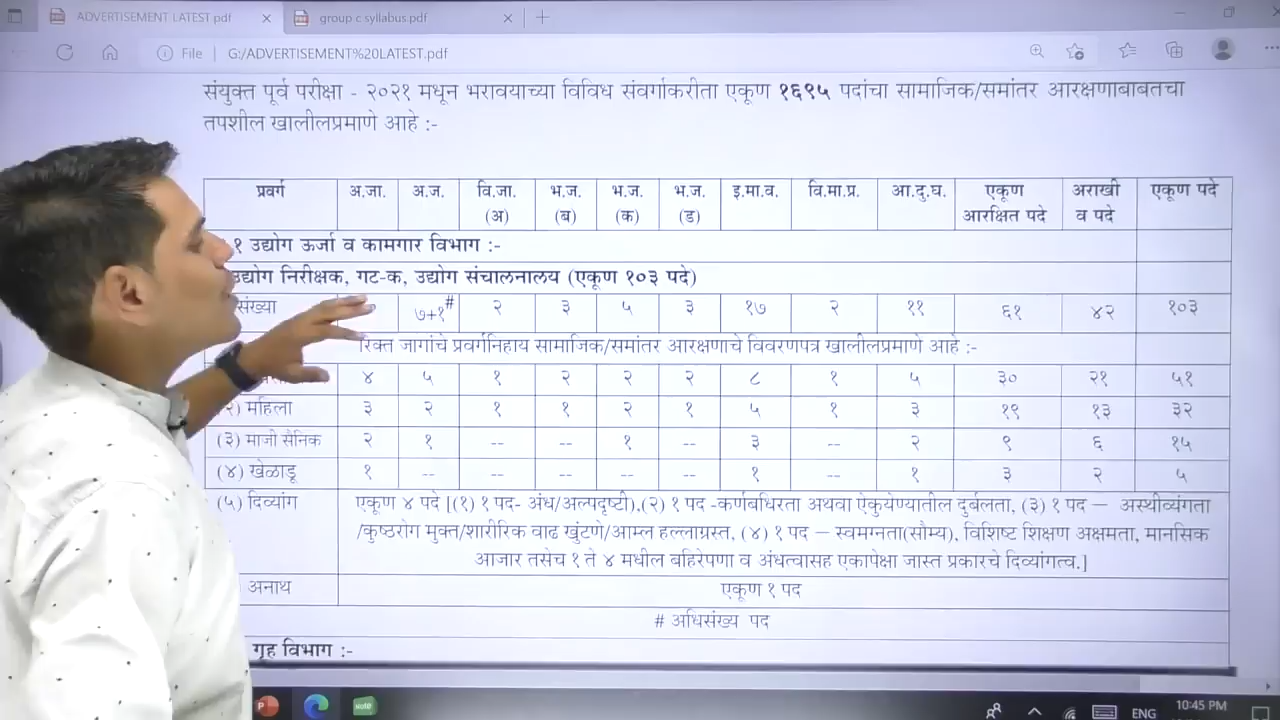 ADVERTISEMENT LATEST.pdf
group c syllabus.pdf
File
G:/ADVERTISEMENT%20LATEST.pdf
संयुक्त पूर्व परीक्षा - २०२१ मधून भरावयाच्या विविध संवर्गाकरीता एकूण १६९५ पदांचा सामाजिक/समांतर आरक्षणाबाबतचा
तपशील खालीलप्रमाणे आहे :-
प्रवर्ग अ.जा. अ.ज. वि.जा. (अ) भ.ज. (ब) भ.ज. (क) भ.ज. (ड) इ.मा.व. वि.मा.प्र. आ.दु.घ. एकूण आरक्षित पदे अराखी व पदे एकूण पदे
१ उद्योग ऊर्जा व कामगार विभाग :-
उद्योग निरीक्षक, गट-क, उद्योग संचालनालय (एकूण १०३ पदे)
संख्या ७+१# २ ३ ५ ३ १७ २ ११ ६१ ४२ १०३
रिक्त जागांचे प्रवर्गनिहाय सामाजिक/समांतर आरक्षणाचे विवरणपत्र खालीलप्रमाणे आहे :-
४ ५ १ २ २ २ ८ १ ५ ३० २१ ५१
२) महिला ३ २ १ १ २ १ ५ १ ३ १९ १३ ३२
(३) माजी सैनिक २ १ -- -- १ -- ३ -- २ ९ ६ १५
(४) खेळाडू १ -- -- -- -- -- १ -- १ ३ २ ५
(५) दिव्यांग एकूण ४ पदे [(१) १ पद- अंध/अल्पदृष्टी),(२) १ पद -कर्णबधिरता अथवा ऐकुयेण्यातील दुर्बलता, (३) १ पद — अस्थीव्यंगता
/कुष्ठरोग मुक्त/शारीरिक वाढ खुंटणे/आम्ल हल्लाग्रस्त, (४) १ पद — स्वमग्नता(सौम्य), विशिष्ट शिक्षण अक्षमता, मानसिक
आजार तसेच १ ते ४ मधील बहिरेपणा व अंधत्वासह एकापेक्षा जास्त प्रकारचे दिव्यांगत्व.]
अनाथ एकूण १ पद
# अधिसंख्य पद
गृह विभाग :-
10:45 PM
ENG